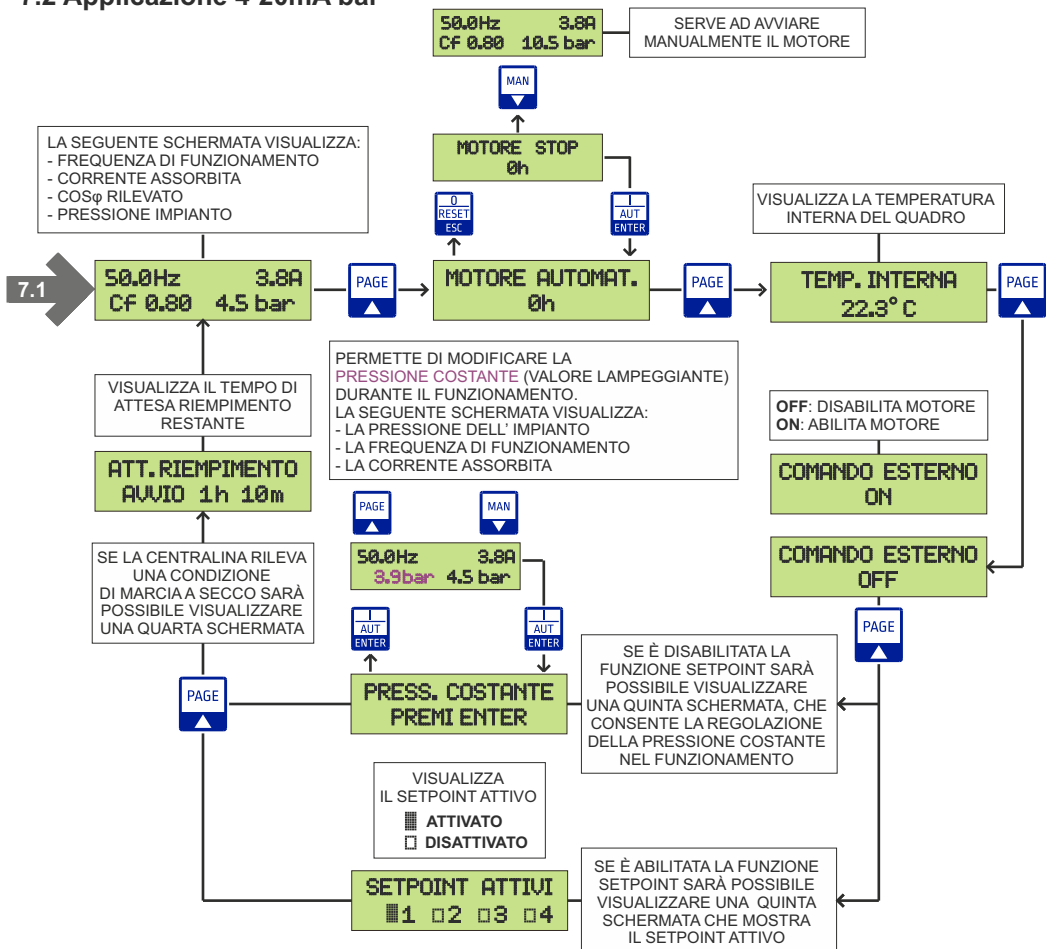 7.2 Applicazione 4-20mA bar
50.0Hz 3.8A
Cf 0.80 10.5 bar
SERVE AD AVVIARE
MANUALMENTE IL MOTORE
MAN
LA SEGUENTE SCHERMATA VISUALIZZA:
- FREQUENZA DI FUNZIONAMENTO
- CORRENTE ASSORBITA
- COSφ RILEVATO
- PRESSIONE IMPIANTO
MOTORE STOP
0h
0
RESET
ESC
I
AUT
ENTER
VISUALIZZA LA TEMPERATURA
INTERNA DEL QUADRO
7.1
50.0Hz 3.8A
Cf 0.80 4.5 bar
PAGE
MOTORE AUTOMAT.
0h
PAGE
TEMP. INTERNA
22.3° C
PAGE
VISUALIZZA IL TEMPO DI
ATTESA RIEMPIMENTO
RESTANTE
PERMETTE DI MODIFICARE LA
PRESSIONE COSTANTE (VALORE LAMPEGGIANTE)
DURANTE IL FUNZIONAMENTO.
LA SEGUENTE SCHERMATA VISUALIZZA:
- LA PRESSIONE DELL' IMPIANTO
- LA FREQUENZA DI FUNZIONAMENTO
- LA CORRENTE ASSORBITA
OFF: DISABILITA MOTORE
ON: ABILITA MOTORE
ATT.RIEMPIMENTO
AVVIO 1h 10m
COMANDO ESTERNO
ON
PAGE
MAN
SE LA CENTRALINA RILEVA
UNA CONDIZIONE
DI MARCIA A SECCO SARÀ
POSSIBILE VISUALIZZARE
UNA QUARTA SCHERMATA
50.0Hz 3.8A
3.9bar 4.5 bar
COMANDO ESTERNO
OFF
I
AUT
ENTER
I
AUT
ENTER
PAGE
SE È DISABILITATA LA
FUNZIONE SETPOINT SARÀ
POSSIBILE VISUALIZZARE
UNA QUINTA SCHERMATA, CHE
CONSENTE LA REGOLAZIONE
DELLA PRESSIONE COSTANTE
NEL FUNZIONAMENTO
PAGE
PRESS. COSTANTE
PREMI ENTER
VISUALIZZA
IL SETPOINT ATTIVO
ATTIVATO
DISATTIVATO
SETPOINT ATTIVI
1 2 3 4
SE È ABILITATA LA FUNZIONE
SETPOINT SARÀ POSSIBILE
VISUALIZZARE UNA QUINTA
SCHERMATA CHE MOSTRA
IL SETPOINT ATTIVO